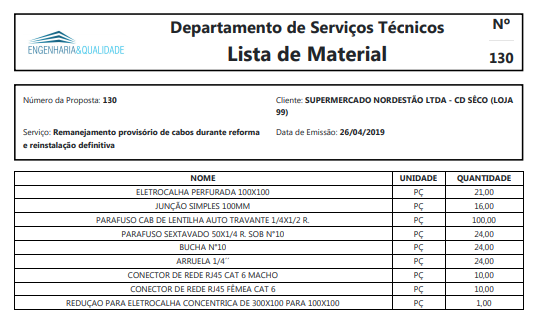 Departamento de Serviços Técnicos
Nº
ENGENHARIA&QUALIDADE
Lista de Material
130
Número da Proposta: 130
Cliente: SUPERMERCADO NORDESTÃO LTDA - CD SÊCO (LOJA
99)
Serviço: Remanejamento provisório de cabos durante reforma
e reinstalação definitiva
Data de Emissão: 26/04/2019
NOME UNIDADE QUANTIDADE
ELETROCALHA PERFURADA 100X100 PÇ 21,00
JUNÇÃO SIMPLES 100MM PÇ 16,00
PARAFUSO CAB DE LENTILHA AUTO TRAVANTE 1/4X1/2 R. PÇ 100,00
PARAFUSO SEXTAVADO 50X1/4 R. SOB N°10 PÇ 24,00
BUCHA N°10 PÇ 24,00
ARRUELA 1/4´´ PÇ 24,00
CONECTOR DE REDE RJ45 CAT 6 MACHO PÇ 10,00
CONECTOR DE REDE RJ45 FÊMEA CAT 6 PÇ 10,00
REDUÇAO PARA ELETROCALHA CONCENTRICA DE 300X100 PARA 100X100 PÇ 1,00